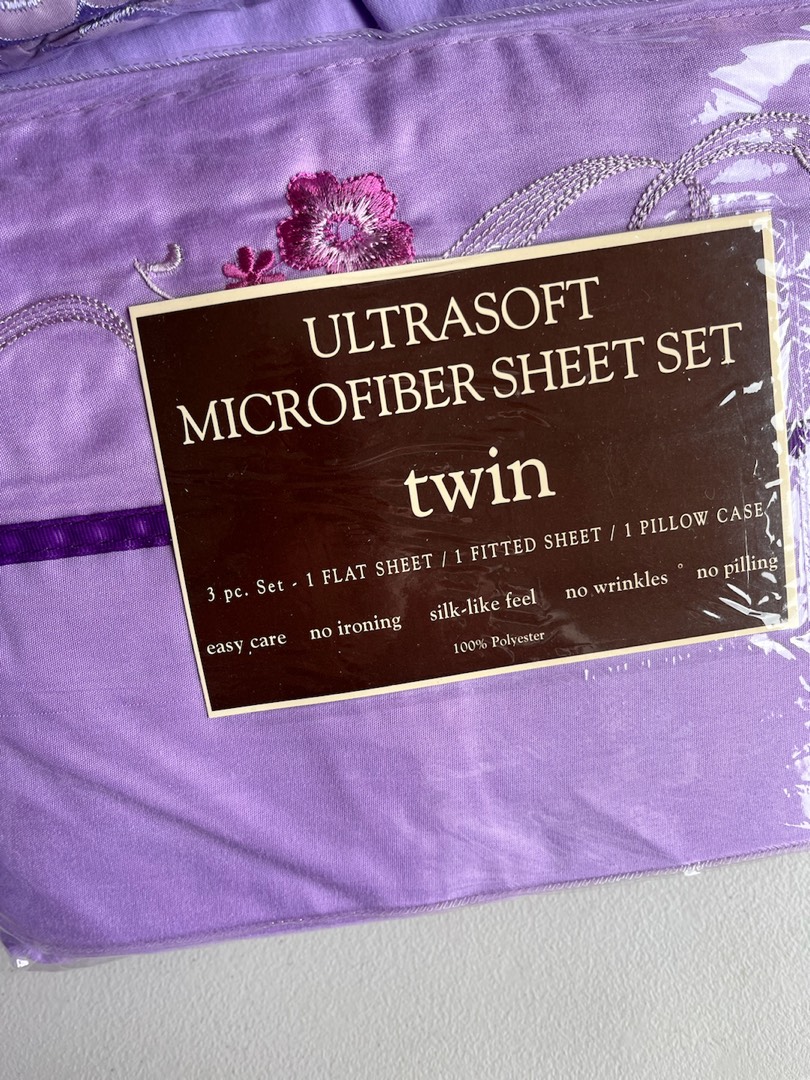 ULTRASOFT
MICROFIBER SHEET SET
twin
3 pc. Set - 1 FLAT SHEET / 1 FITTED SHEET / 1 PILLOW CASE
easy care no ironing silk-like feel no wrinkles ° no pilling
100% Polyester